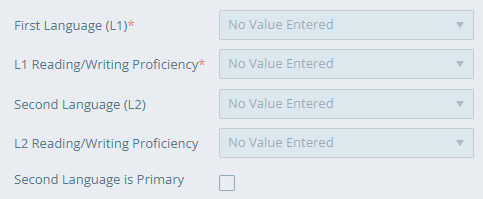 First Language (L1)* No Value Entered
L1 Reading/Writing Proficiency* No Value Entered
Second Language (L2) No Value Entered
L2 Reading/Writing Proficiency No Value Entered
Second Language is Primary